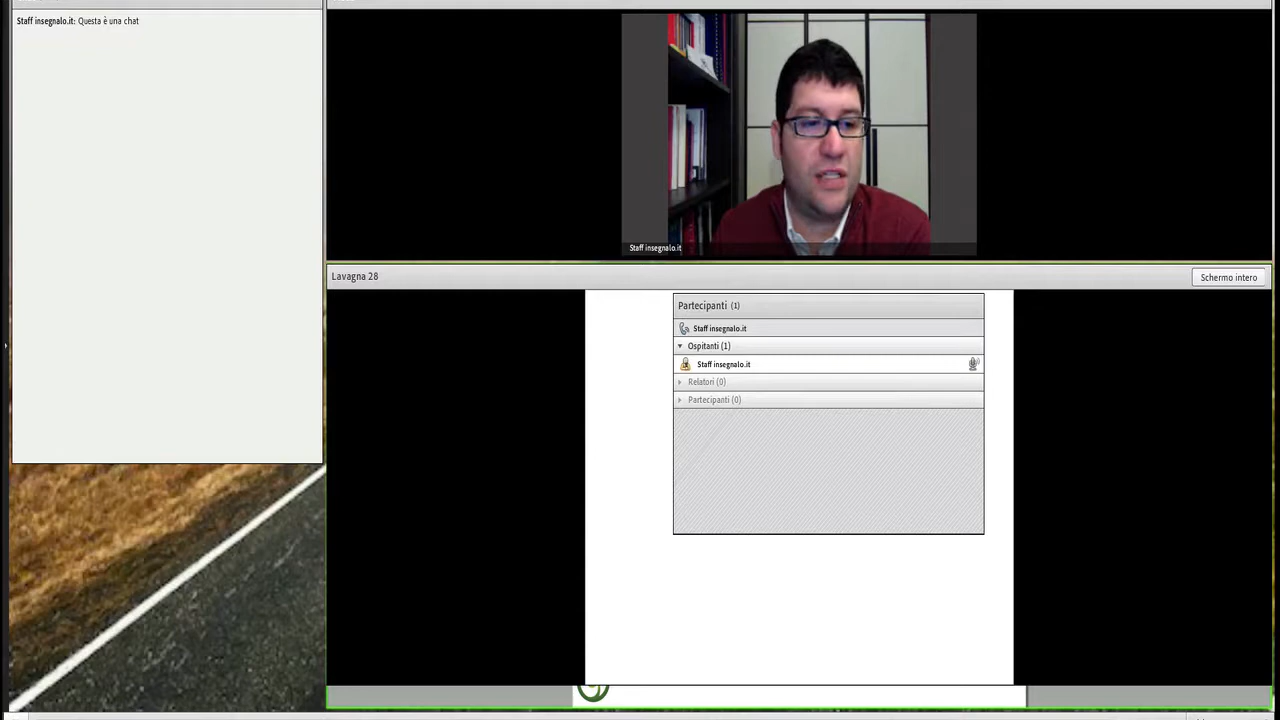 Staff insegnalo.it: Questa è una chat
Staff insegnalo.it
Lavagna 28
Schermo intero
Partecipanti (1)
Staff insegnalo.it
Ospitanti (1)
Staff insegnalo.it
Relatori (0)
Partecipanti (0)